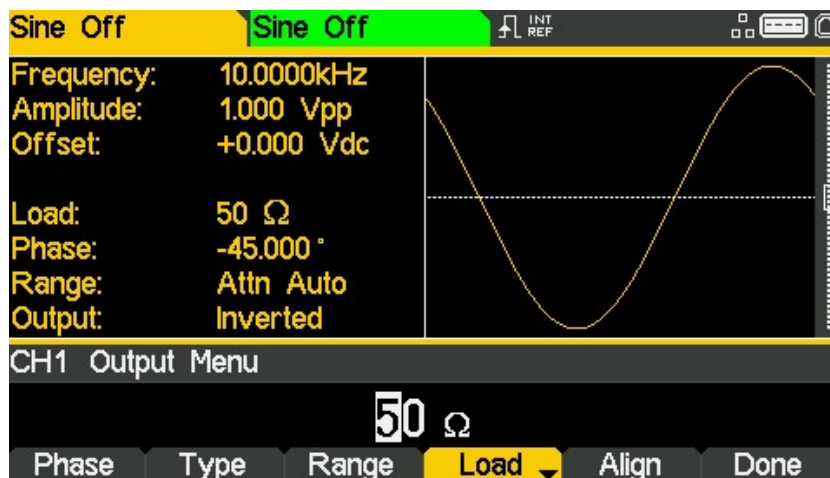 Sine Off Sine Off INT
REF
Frequency: 10.0000kHz
Amplitude: 1.000 Vpp
Offset: +0.000 Vdc
Load: 50 Ω
Phase: -45.000 °
Range: Attn Auto
Output: Inverted
CH1 Output Menu
50 Ω
Phase Type Range Load Align Done